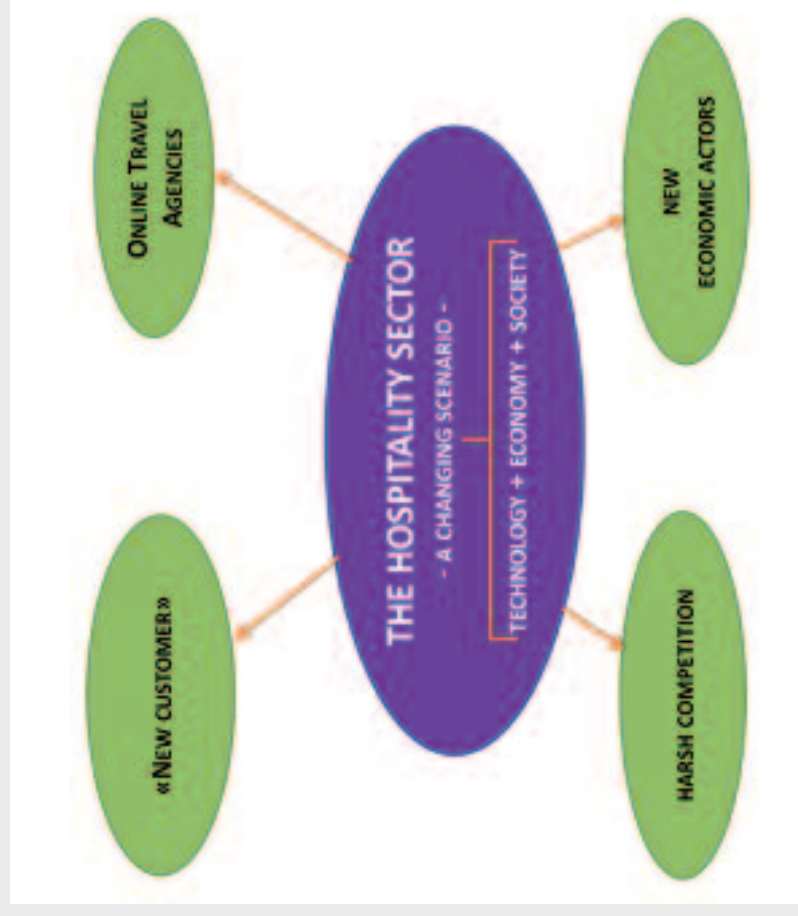 «NEW CUSTOMER»
ONLINE TRAVEL
AGENCIES
THE HOSPITALITY SECTOR
- A CHANGING SCENARIO -
TECHNOLOGY + ECONOMY + SOCIETY
HARSH COMPETITION
NEW
ECONOMIC ACTORS